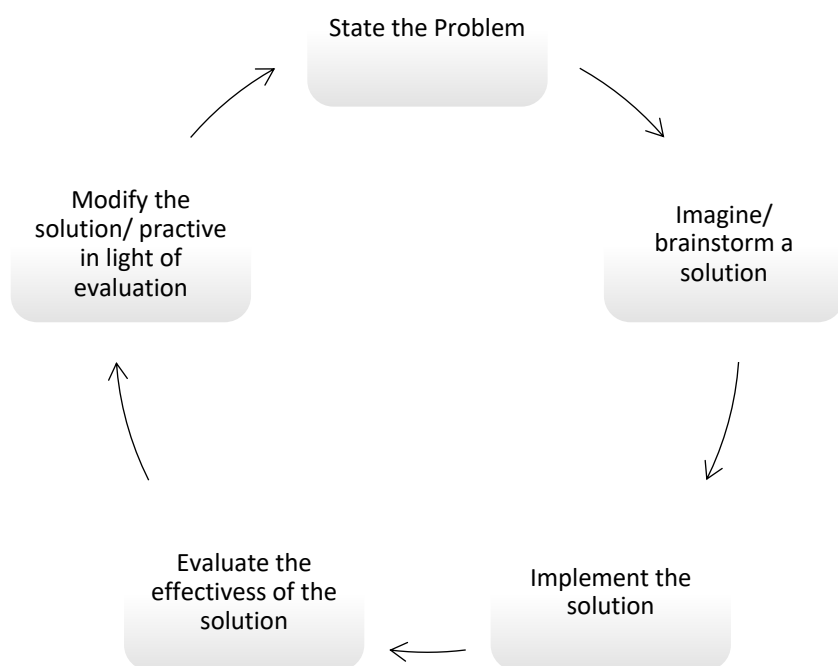 State the Problem
Imagine/
brainstorm a
solution
Implement the
solution
Evaluate the
effectivess of the
solution
Modify the
solution/ practive
in light of
evaluation